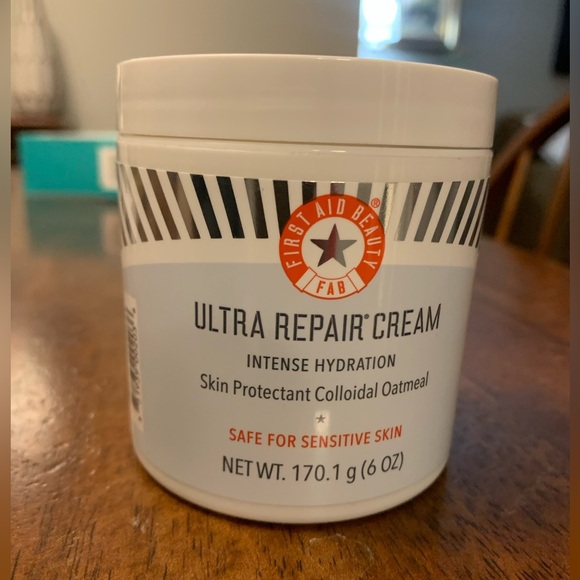 FIRST AID BEAUTY®
FAB
ULTRA REPAIR® CREAM
INTENSE HYDRATION
Skin Protectant Colloidal Oatmeal
SAFE FOR SENSITIVE SKIN
NET WT. 170.1 g (6 OZ)